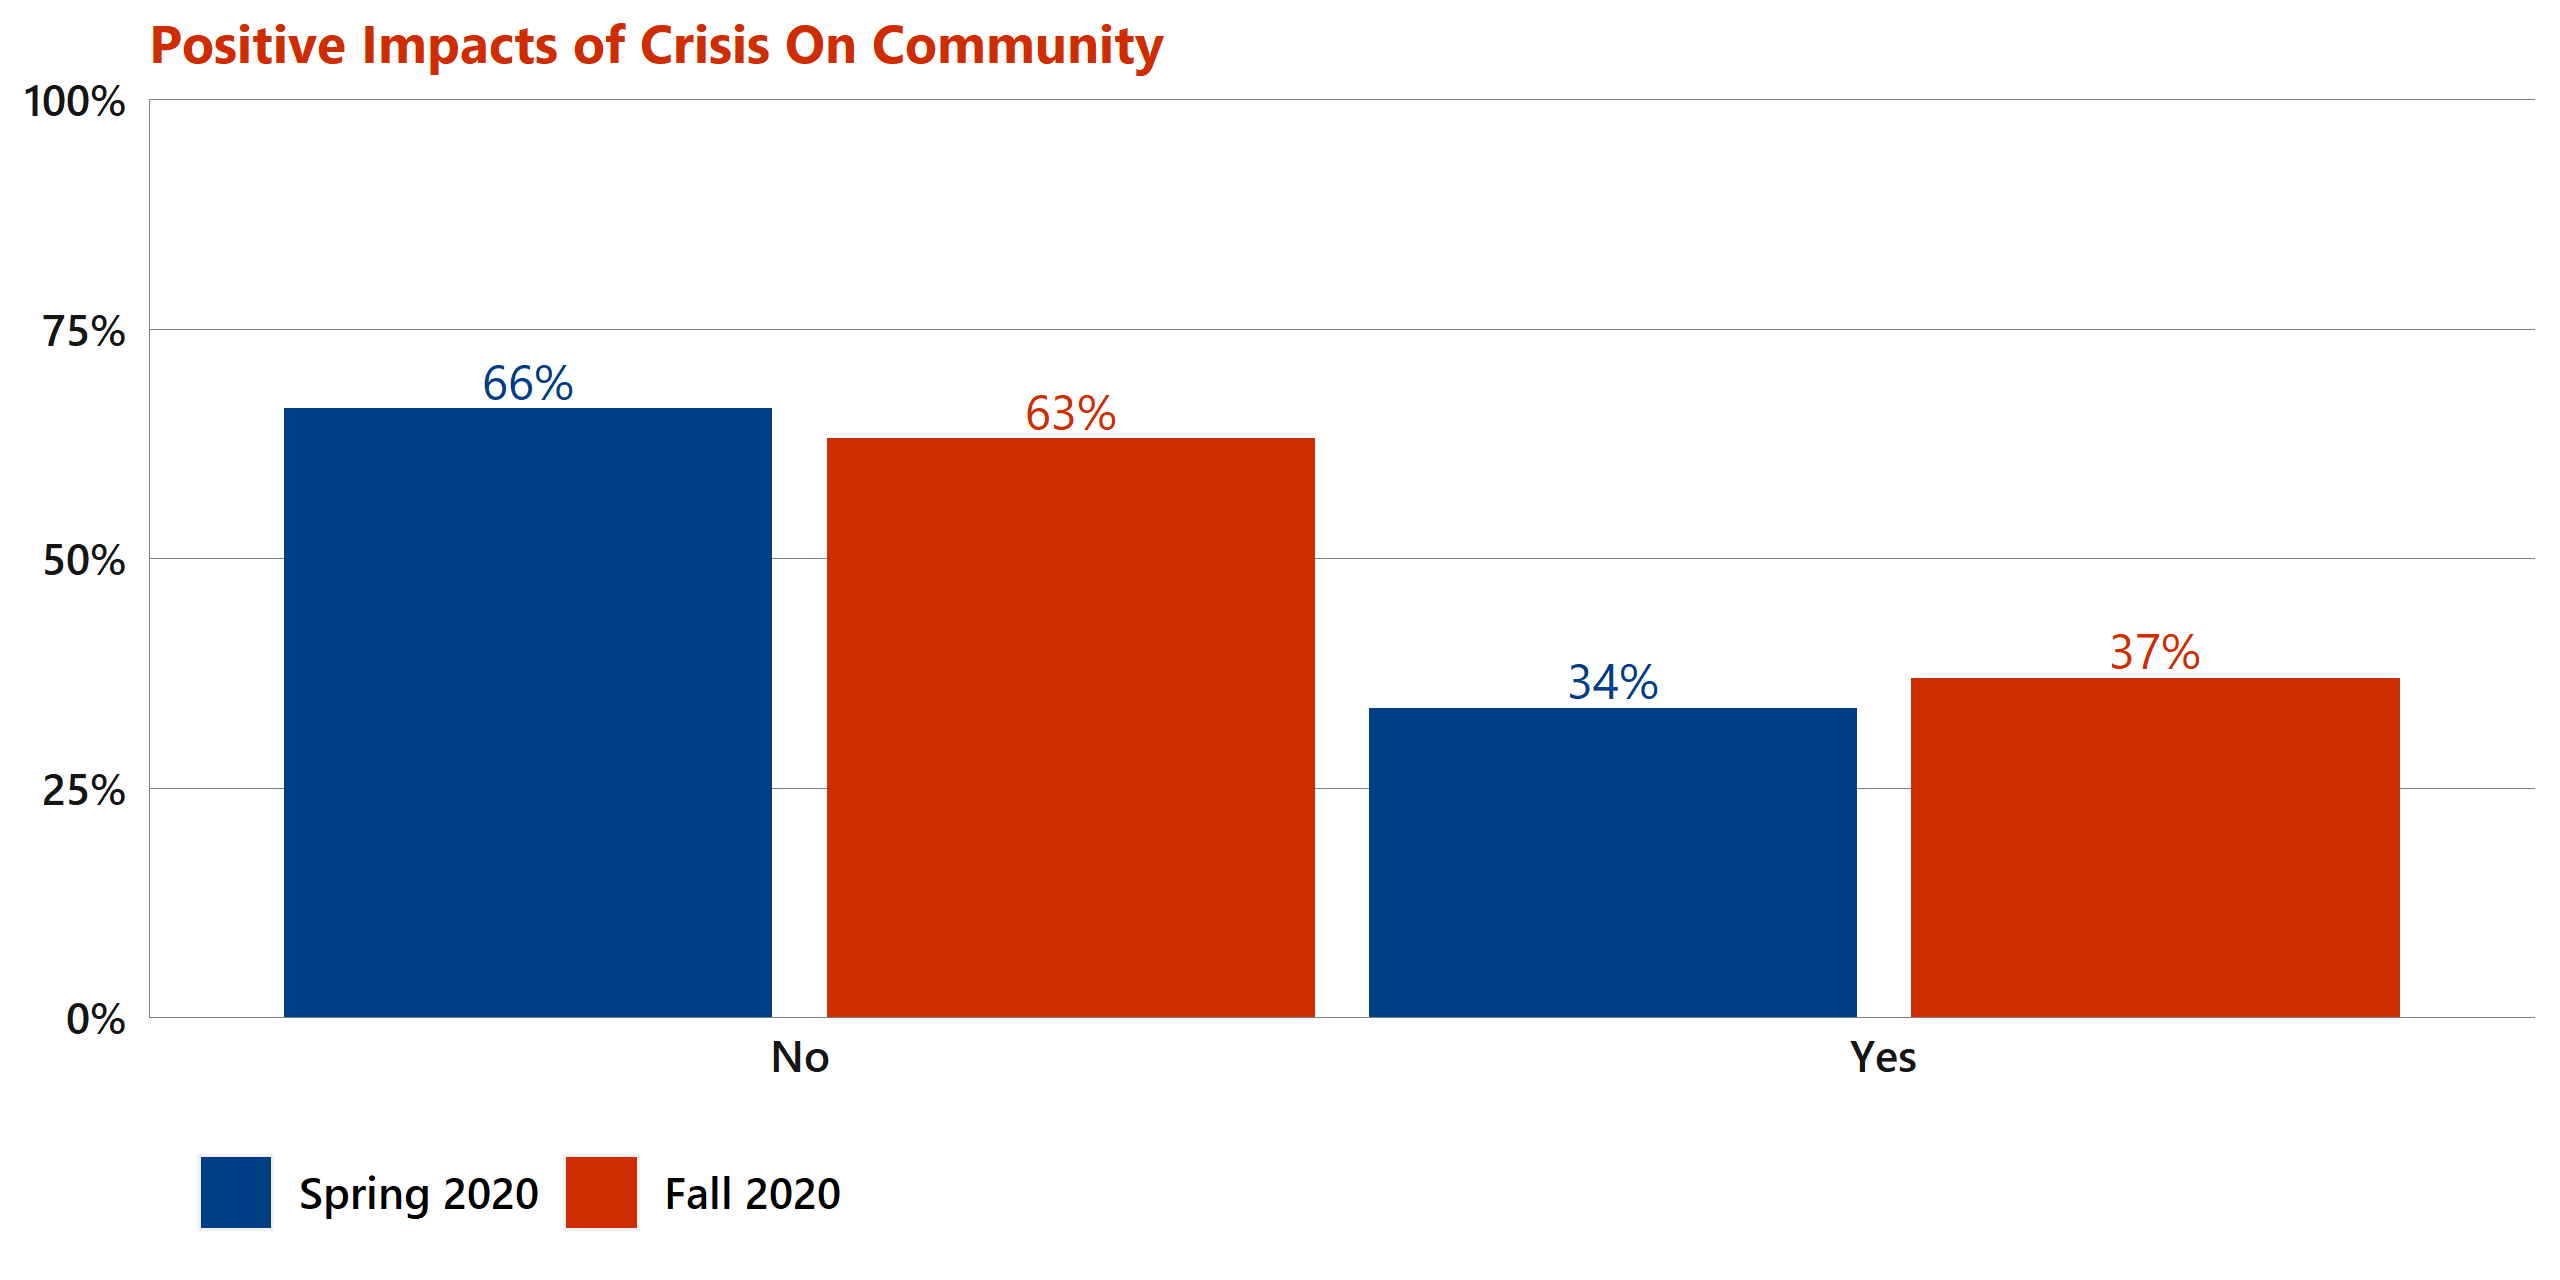 Positive Impacts of Crisis On Community
100%
75%
50%
25%
0%
66%
63%
34%
37%
No
Yes
Spring 2020
Fall 2020